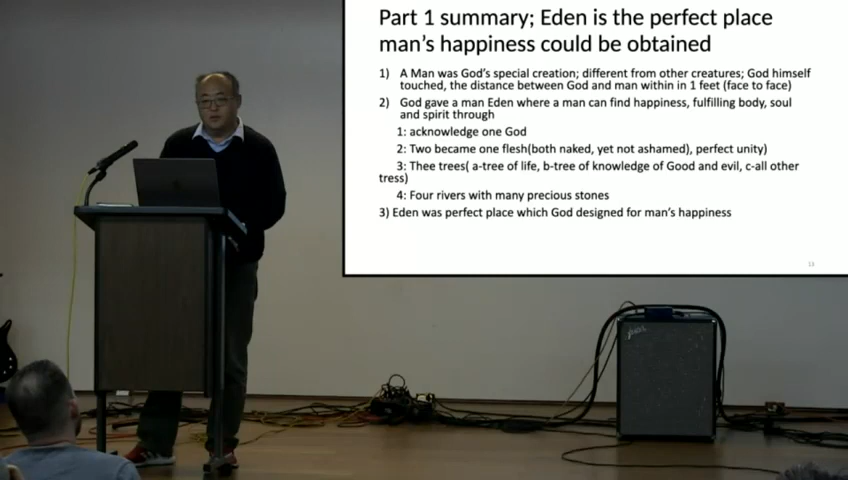 Part 1 summary; Eden is the perfect place
man's happiness could be obtained
1) A Man was God's special creation; different from other creatures; God himself
touched, the distance between God and man within in 1 feet (face to face)
2) God gave a man Eden where a man can find happiness, fulfilling body, soul
and spirit through
1: acknowledge one God
2: Two became one flesh(both naked, yet not ashamed), perfect unity)
3: Thee trees( a-tree of life, b-tree of knowledge of Good and evil, c-all other
tress)
4: Four rivers with many precious stones
3) Eden was perfect place which God designed for man's happiness
13